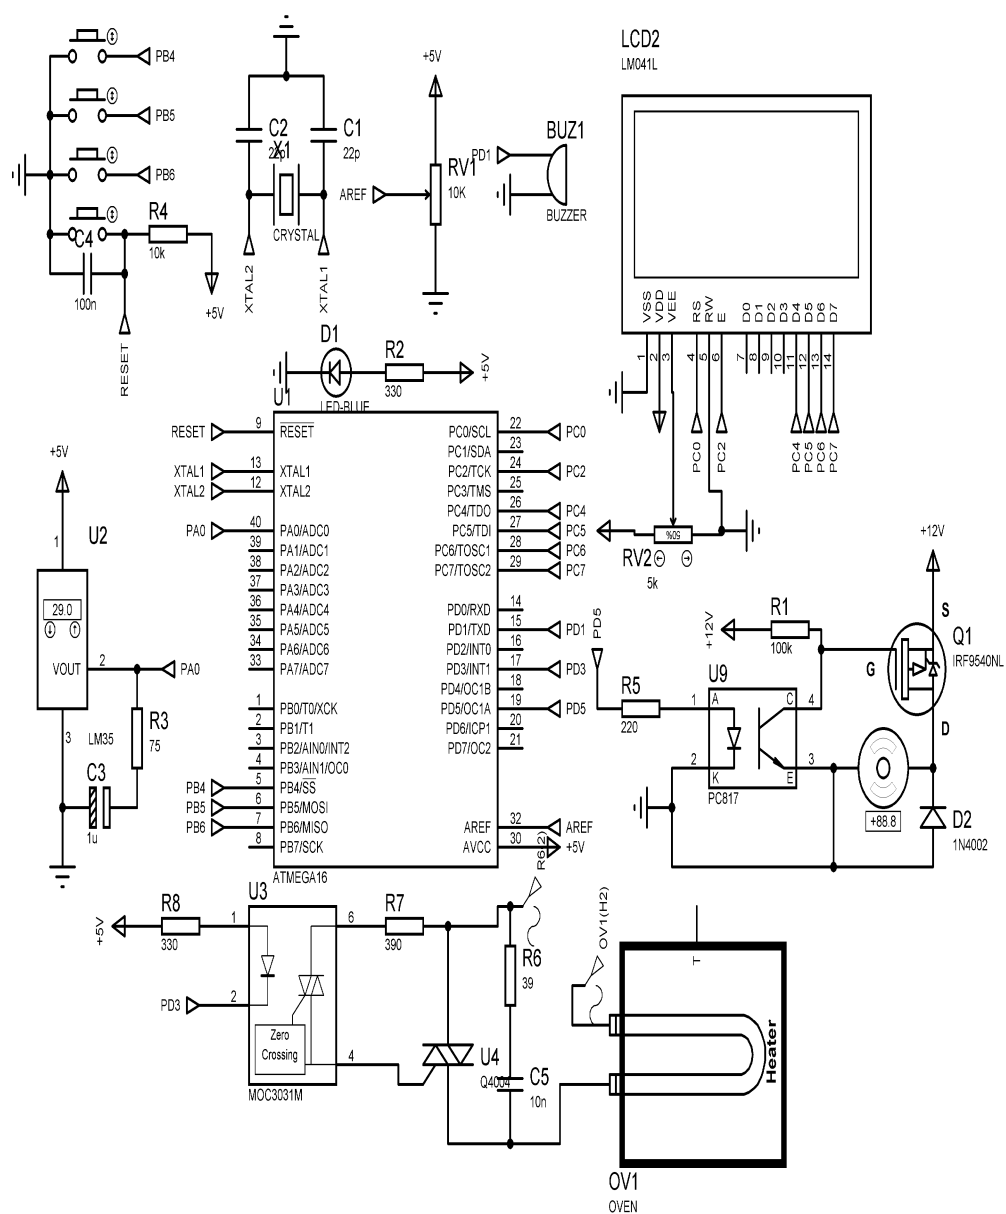 PB4
PB5
PB6
R4
10k
+5V
C4
100n
RESET
C2
22p
C1
22p
X1
CRYSTAL
XTAL2
XTAL1
+5V
RV1
10K
AREF
PD1
BUZ1
BUZZER
LCD2
LM041L
VSS
VDD
VEE
RS
RW
E
D0
D1
D2
D3
D4
D5
D6
D7
1
2
3
4
5
6
7
8
9
10
11
12
13
14
PC0
PC2
PC4
PC5
PC6
PC7
D1
LED-BLUE
R2
330
+5V
U1
RESET 9 RESET
XTAL1 13 XTAL1
XTAL2 12 XTAL2
PA0 40 PA0/ADC0
39 PA1/ADC1
38 PA2/ADC2
37 PA3/ADC3
36 PA4/ADC4
35 PA5/ADC5
34 PA6/ADC6
33 PA7/ADC7
1 PB0/T0/XCK
2 PB1/T1
3 PB2/AIN0/INT2
4 PB3/AIN1/OC0
PB4 5 PB4/SS
PB5 6 PB5/MOSI
PB6 7 PB6/MISO
8 PB7/SCK
PC0/SCL 22 PC0
PC1/SDA 23
PC2/TCK 24 PC2
PC3/TMS 25
PC4/TDO 26 PC4
PC5/TDI 27 PC5
PC6/TOSC1 28 PC6
PC7/TOSC2 29 PC7
PD0/RXD 14
PD1/TXD 15 PD1
PD2/INT0 16
PD3/INT1 17 PD3
PD4/OC1B 18
PD5/OC1A 19 PD5
PD6/ICP1 20
PD7/OC2 21
AREF 32 AREF
AVCC 30 +5V
ATMEGA16
+5V
U2
1
29.0
VOUT
2
PA0
3
LM35
R3
75
C3
1u
RV2
50%
5k
+12V
S
Q1
IRF9540NL
G
D
R1
100k
+12V
PD5
R5
220
U9
1 A
C 4
2 K
E 3
PC817
+88.8
D2
1N4002
+5V
R8
330
PD3
U3
1
2
6
4
Zero
Crossing
MOC3031M
R7
390
R6(2)
R6
39
U4
Q4004
C5
10n
OV1(H2)
T
Heater
OV1
OVEN